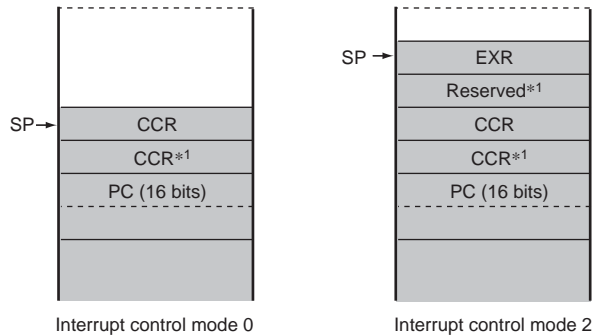 SP
CCR
CCR*1
PC (16 bits)
Interrupt control mode 0
SP
EXR
Reserved*1
CCR
CCR*1
PC (16 bits)
Interrupt control mode 2